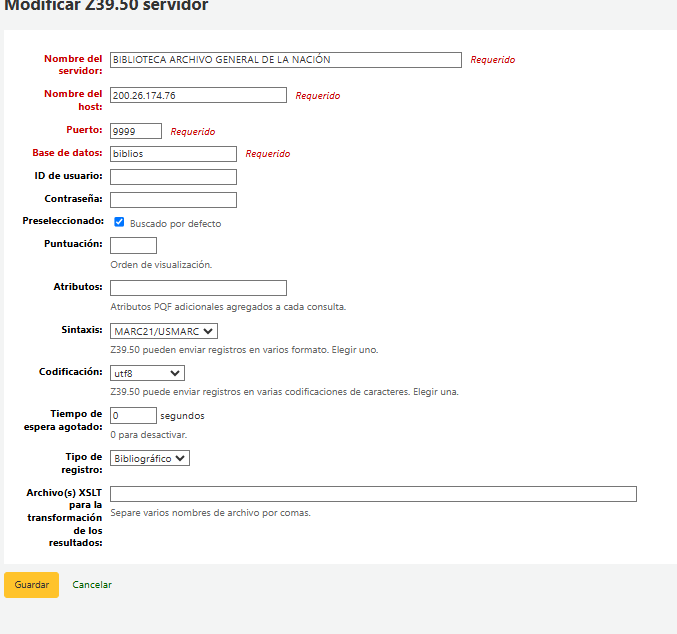 Modificar Z39.50 servidor
Nombre del servidor: BIBLIOTECA ARCHIVO GENERAL DE LA NACIÓN Requerido
Nombre del host: 200.26.174.76 Requerido
Puerto: 9999 Requerido
Base de datos: biblios Requerido
ID de usuario:
Contraseña:
Preseleccionado: Buscado por defecto
Puntuación:
Orden de visualización.
Atributos:
Atributos PQF adicionales agregados a cada consulta.
Sintaxis: MARC21/USMARC
Z39.50 pueden enviar registros en varios formato. Elegir uno.
Codificación: utf8
Z39.50 puede enviar registros en varias codificaciones de caracteres. Elegir una.
Tiempo de espera agotado: 0 segundos
0 para desactivar.
Tipo de registro: Bibliográfico
Archivo(s) XSLT para la transformación de los resultados:
Separe varios nombres de archivo por comas.
Guardar Cancelar